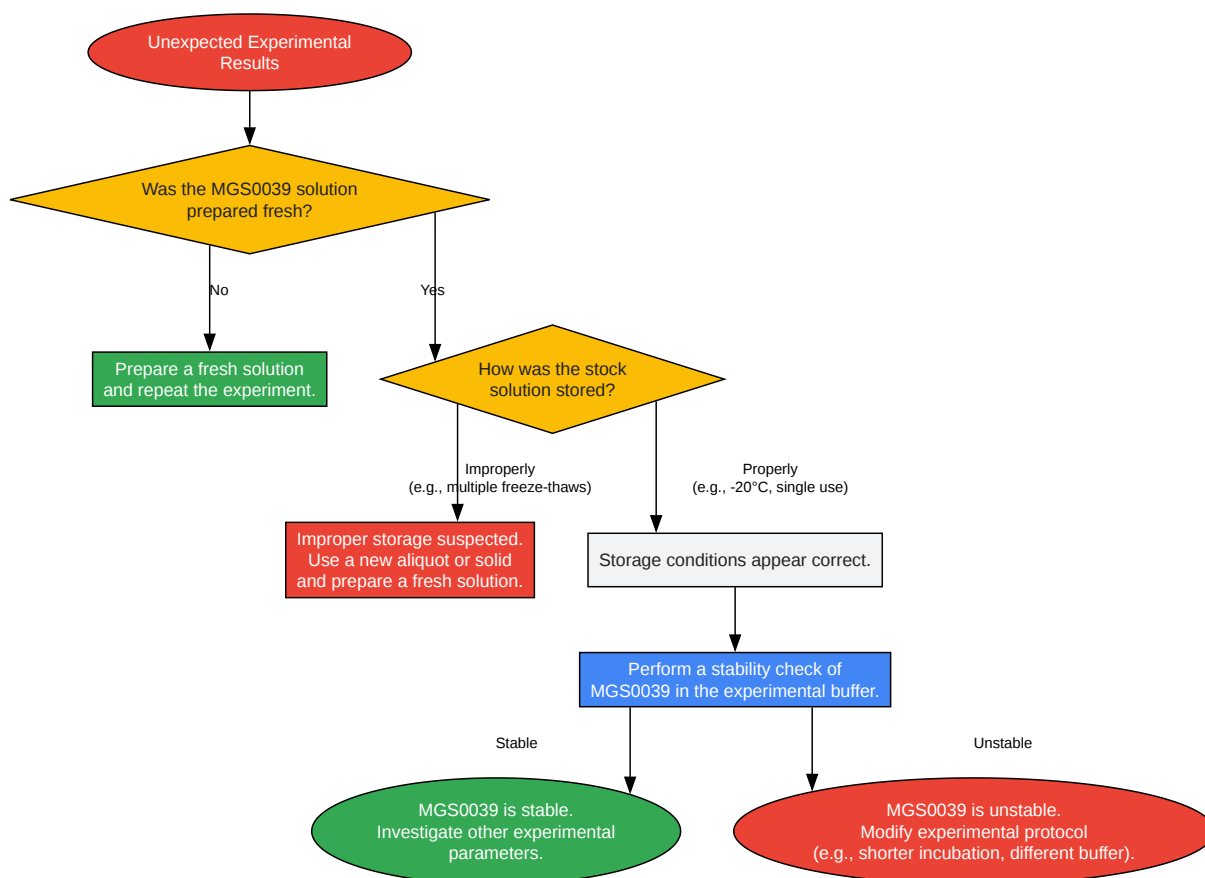 Unexpected Experimental
Results
Was the MGS0039 solution
prepared fresh?
No
Yes
Prepare a fresh solution
and repeat the experiment.
How was the stock
solution stored?
Improperly
(e.g., multiple freeze-thaws)
Properly
(e.g., -20°C, single use)
Improper storage suspected.
Use a new aliquot or solid
and prepare a fresh solution.
Storage conditions appear correct.
Perform a stability check of
MGS0039 in the experimental buffer.
Stable
Unstable
MGS0039 is stable.
Investigate other experimental
parameters.
MGS0039 is unstable.
Modify experimental protocol
(e.g., shorter incubation, different buffer).